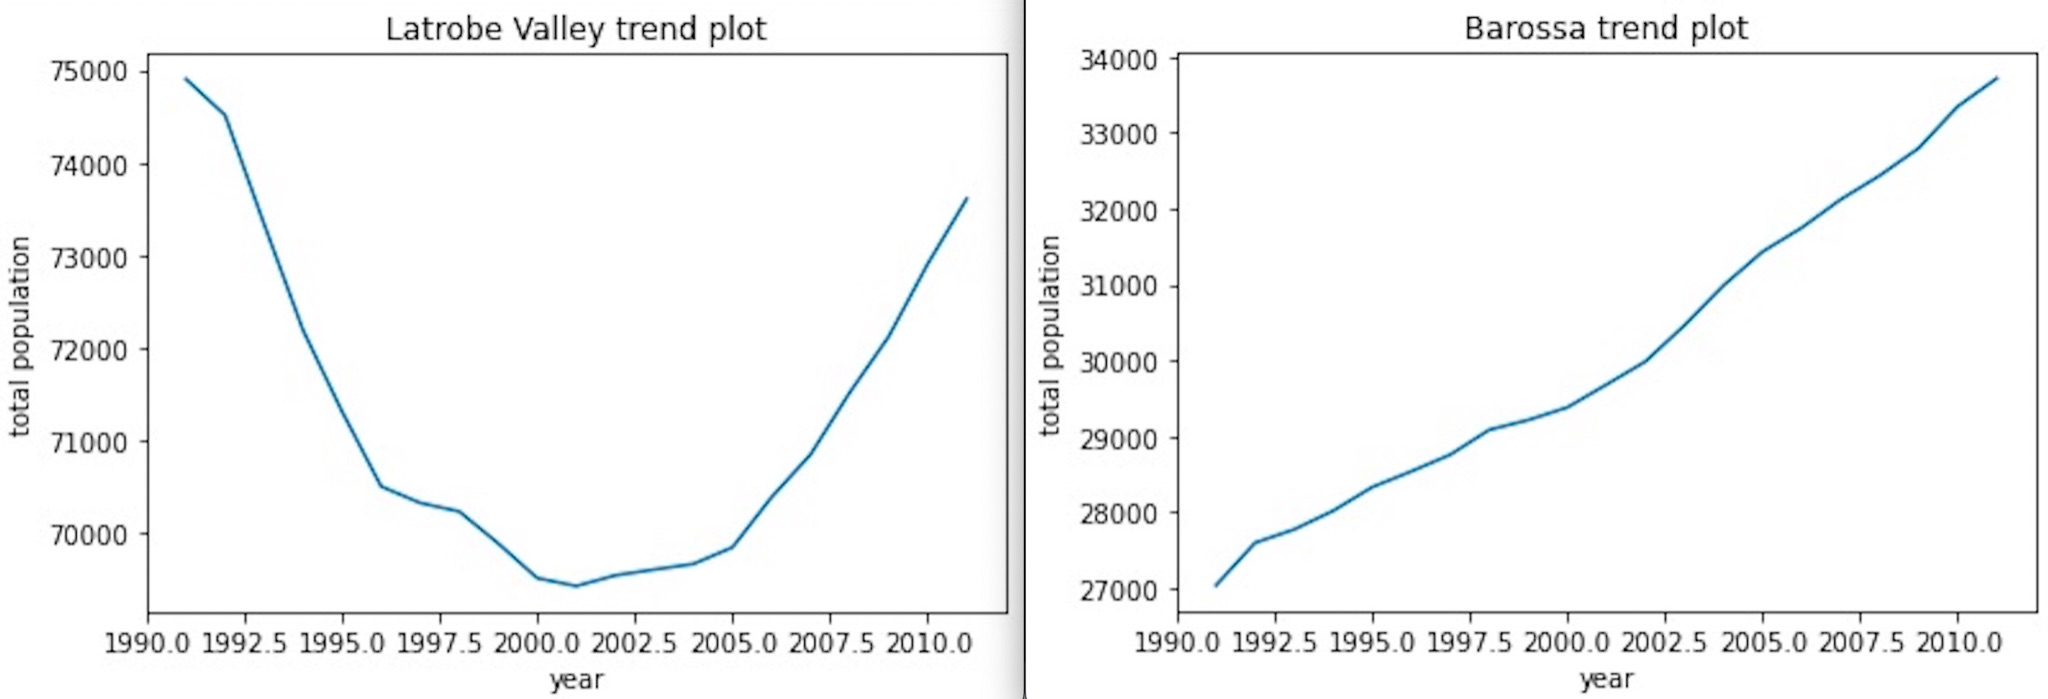 Latrobe Valley trend plot
75000
74000
73000
72000
71000
70000
total population
1990.0 1992.5 1995.0 1997.5 2000.0 2002.5 2005.0 2007.5 2010.0
year
Barossa trend plot
34000
33000
32000
31000
30000
29000
28000
27000
total population
1990.0 1992.5 1995.0 1997.5 2000.0 2002.5 2005.0 2007.5 2010.0
year